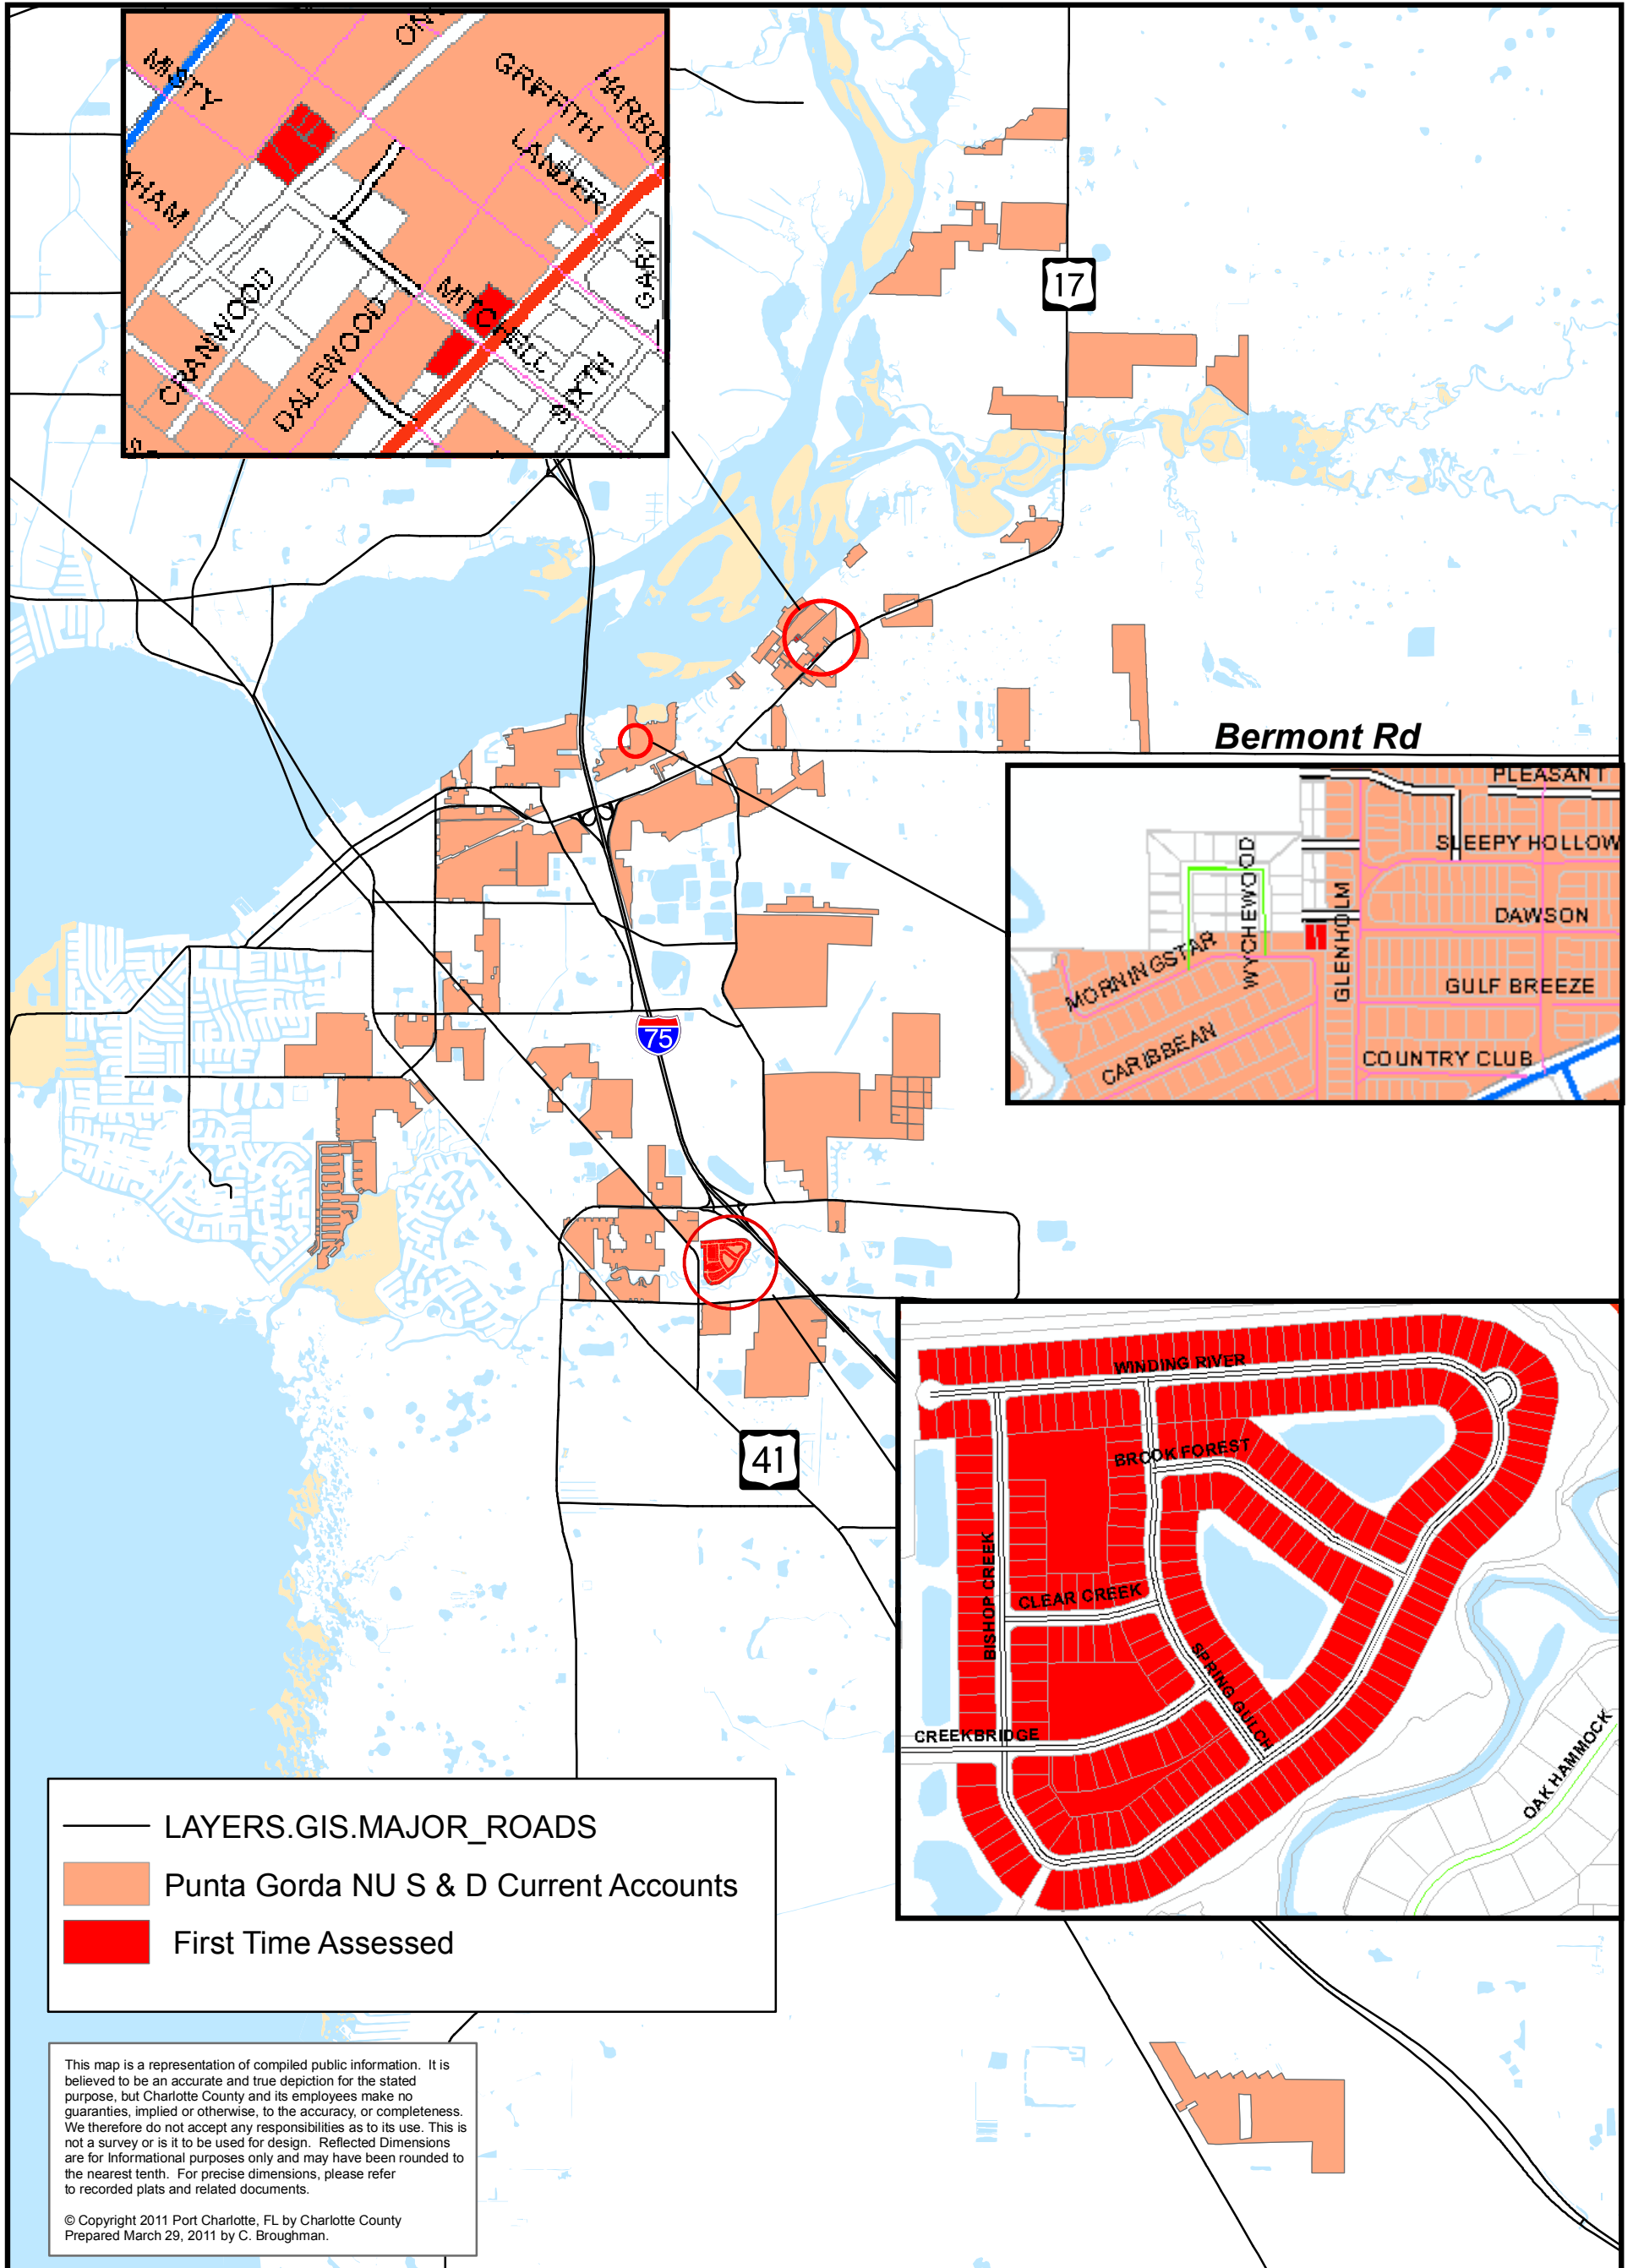 MISTY
GRIFFITH
LANDER
GARY
CRANWOOD
DALEWOOD
MITCHELL
SIXTH
17
Bermont Rd
PLEASANT
SLEEPY HOLLOW
WYCHEWOOD
GLENHOLM
DAWSON
MORNINGSTAR
GULF BREEZE
CARIBBEAN
COUNTRY CLUB
75
41
WINDING RIVER
BROOK FOREST
BISHOP CREEK
CLEAR CREEK
SPRING GULCH
CREEKBRIDGE
OAK HAMMOCK
LAYERS.GIS.MAJOR_ROADS
Punta Gorda NU S & D Current Accounts
First Time Assessed
This map is a representation of compiled public information. It is
believed to be an accurate and true depiction for the stated
purpose, but Charlotte County and its employees make no
guaranties, implied or otherwise, to the accuracy, or completeness.
We therefore do not accept any responsibilities as to its use. This is
not a survey or is it to be used for design. Reflected Dimensions
are for Informational purposes only and may have been rounded to
the nearest tenth. For precise dimensions, please refer
to recorded plats and related documents.
© Copyright 2011 Port Charlotte, FL by Charlotte County
Prepared March 29, 2011 by C. Broughman.